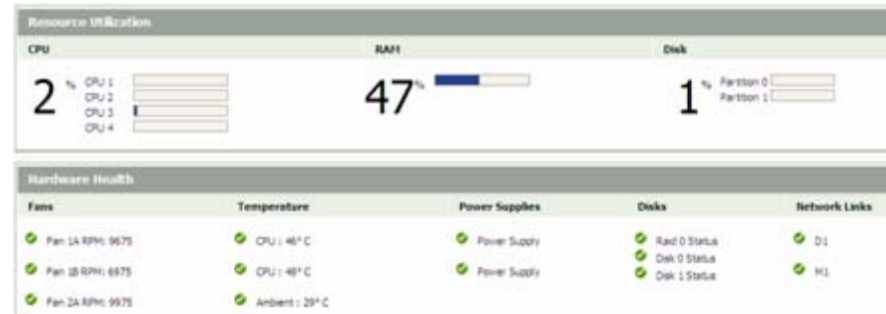 Resource Utilization
CPU RAM Disk
2 % CPU 1 CPU 2 CPU 3 CPU 4
47 %
1 % Partition 0 Partition 1
Hardware Health
Fans Temperature Power Supplies Disks Network Links
Fan 1A RPM: 9675 CPU : 46° C Power Supply Raid 0 Status D1
Disk 0 Status
Fan 1B RPM: 6975 CPU : 48° C Power Supply Disk 1 Status M1
Fan 2A RPM: 9975 Ambient : 29° C